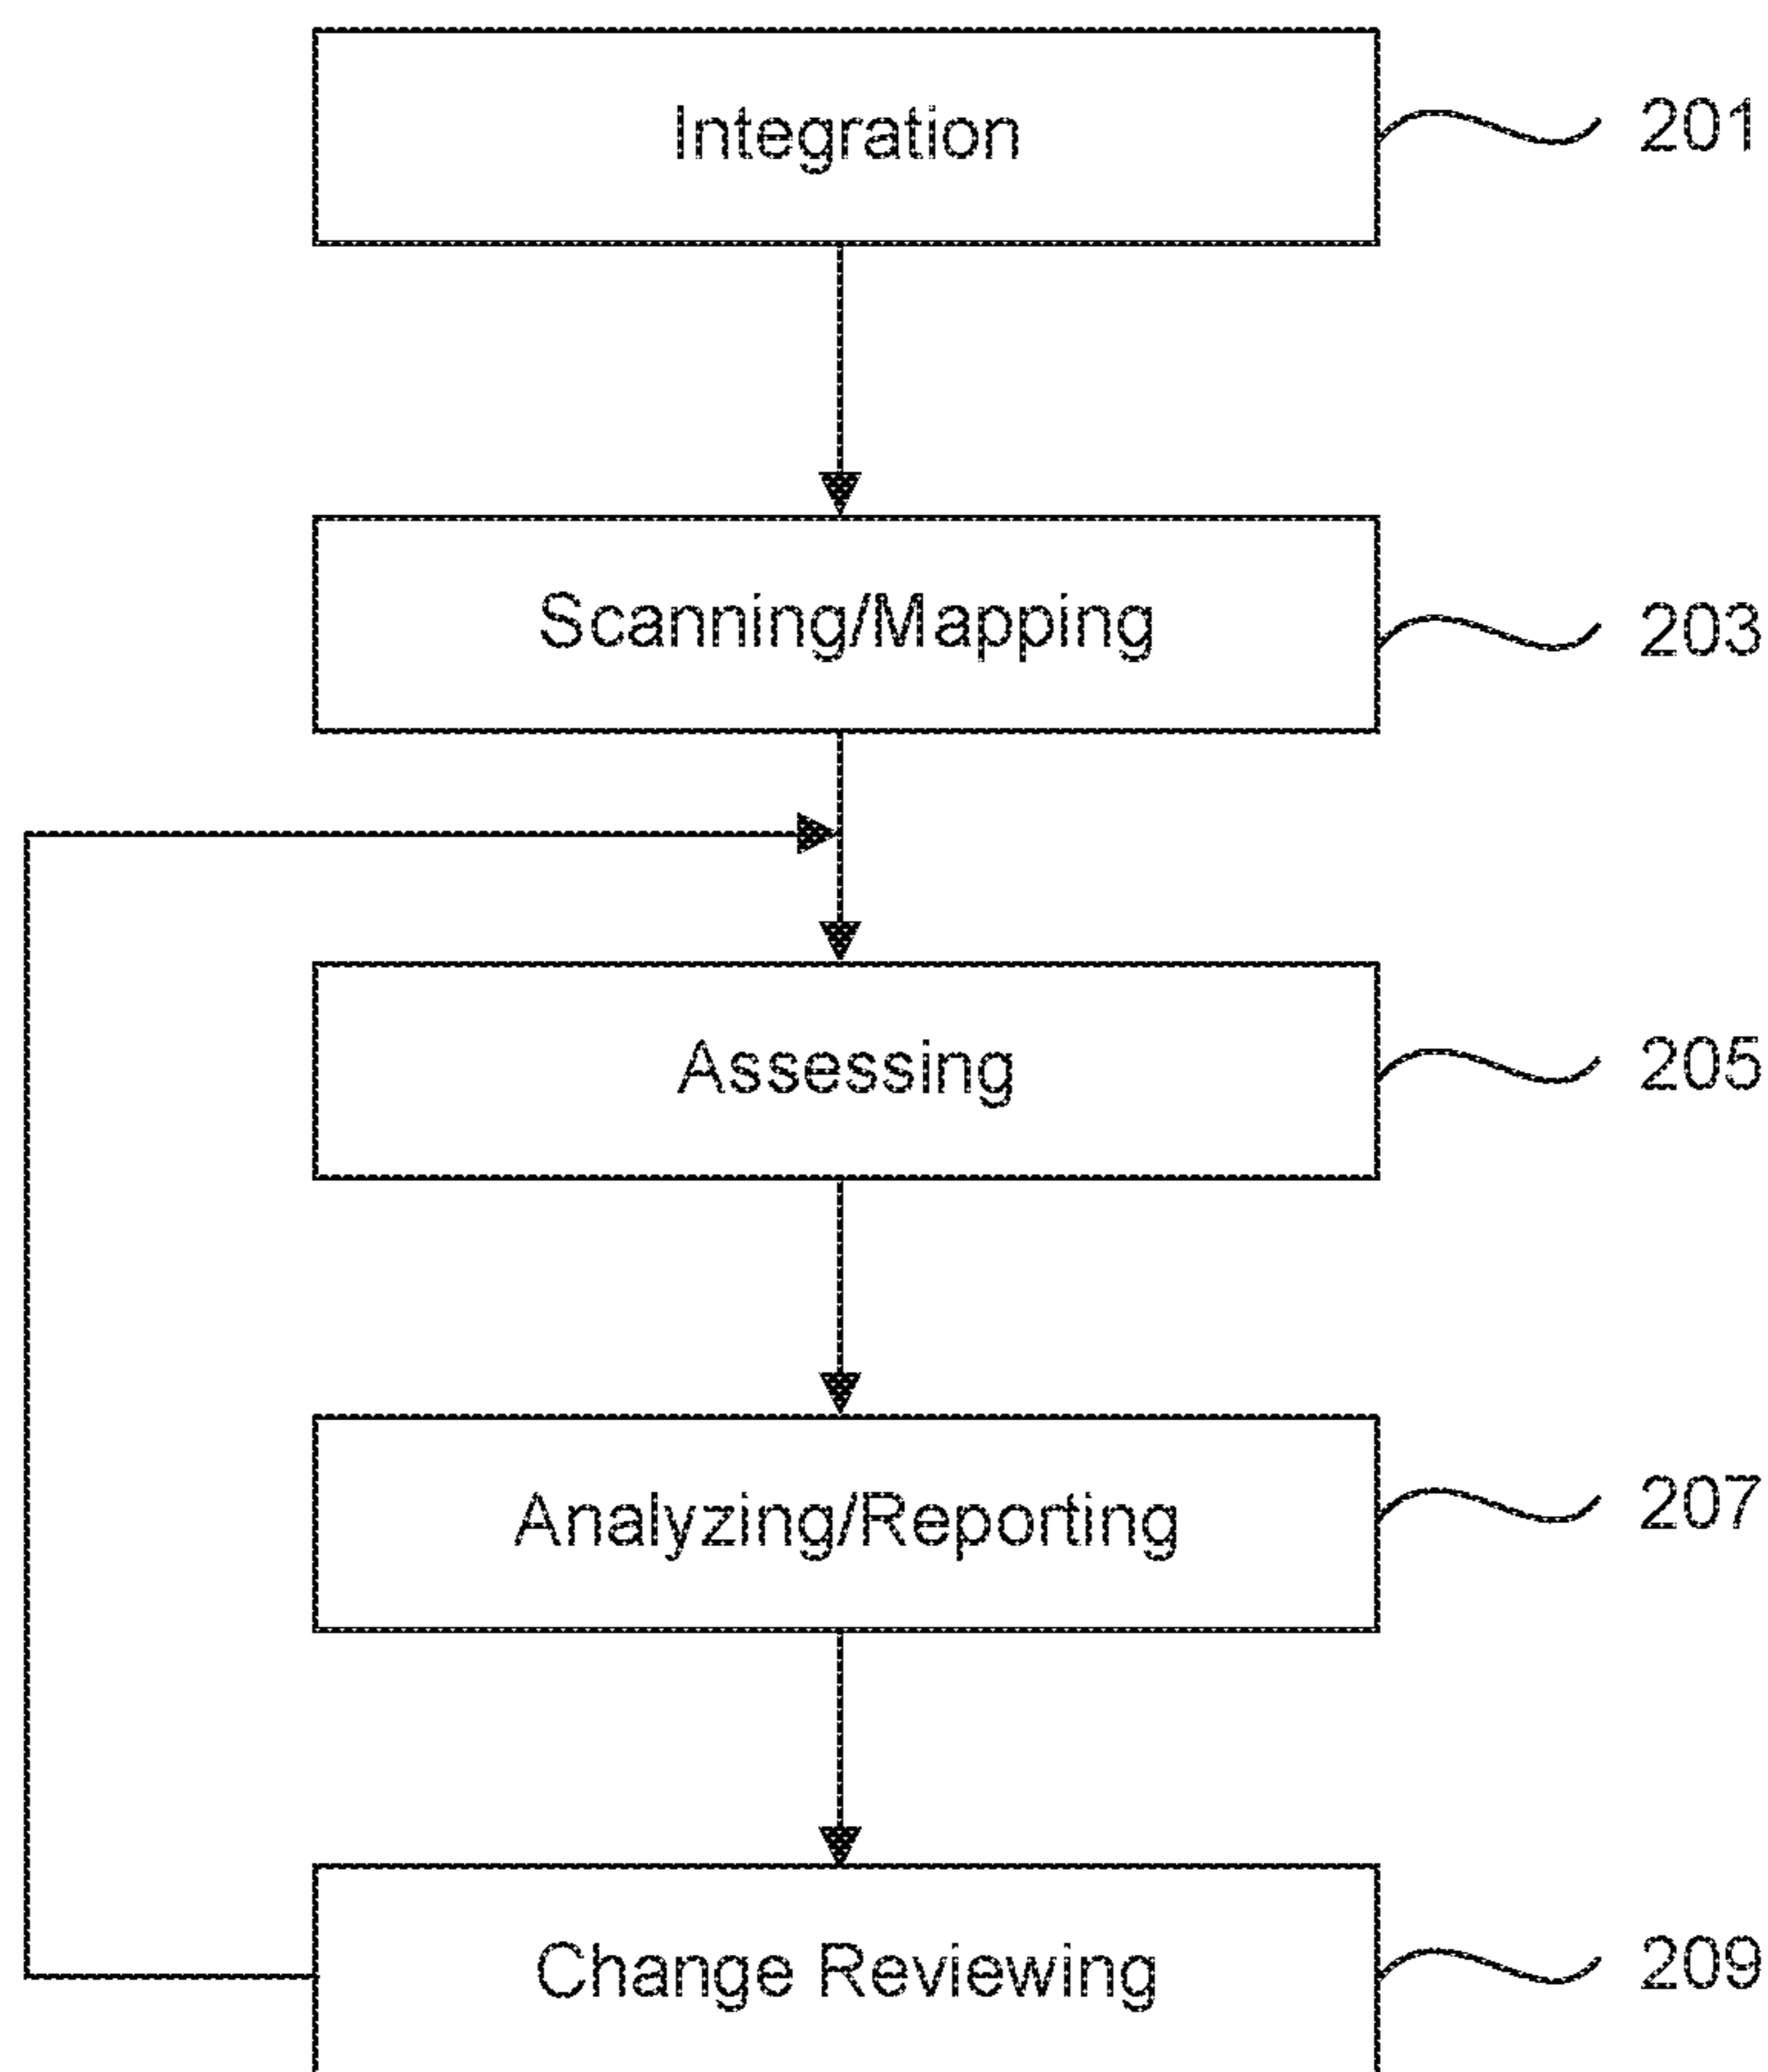 Integration 201
Scanning/Mapping 203
Assessing 205
Analyzing/Reporting 207
Change Reviewing 209